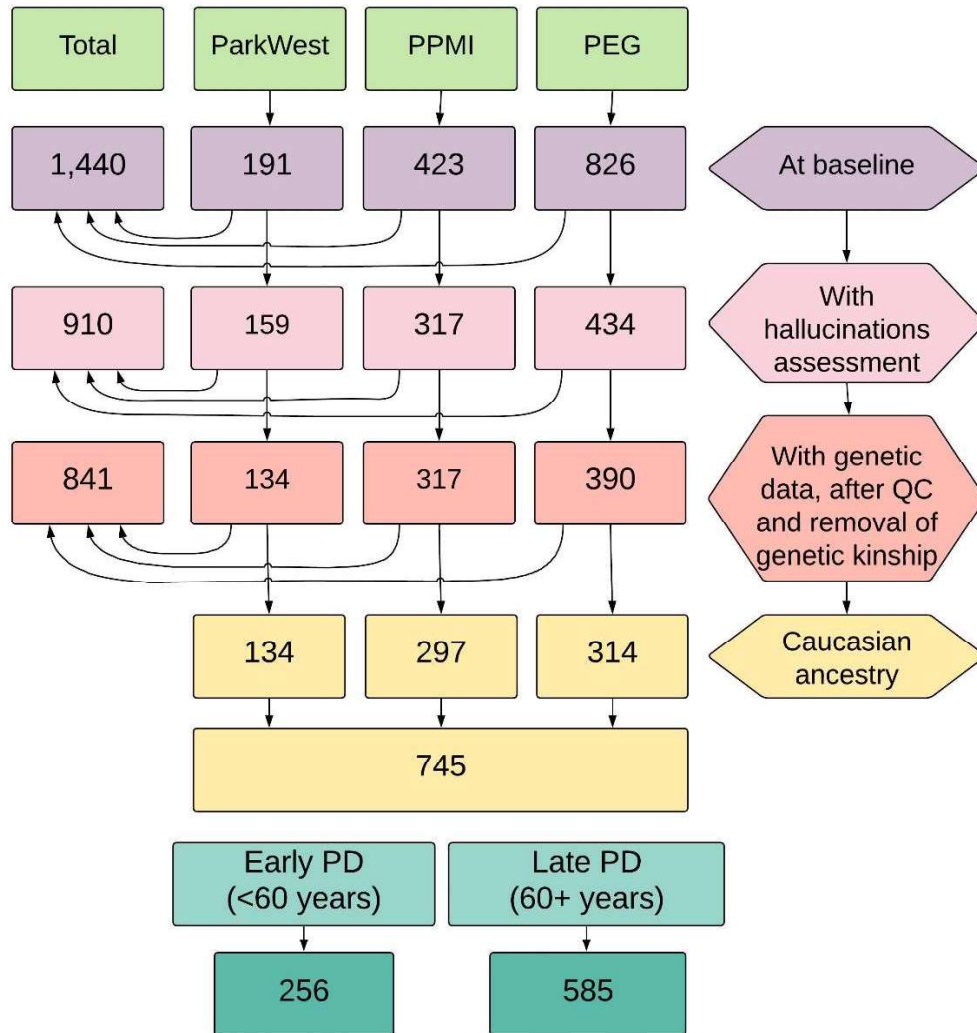 Total
ParkWest
PPMI
PEG
1,440
191
423
826
At baseline
910
159
317
434
With
hallucinations
assessment
841
134
317
390
With genetic
data, after QC
and removal of
genetic kinship
134
297
314
Caucasian
ancestry
745
Early PD
(<60 years)
Late PD
(60+ years)
256
585